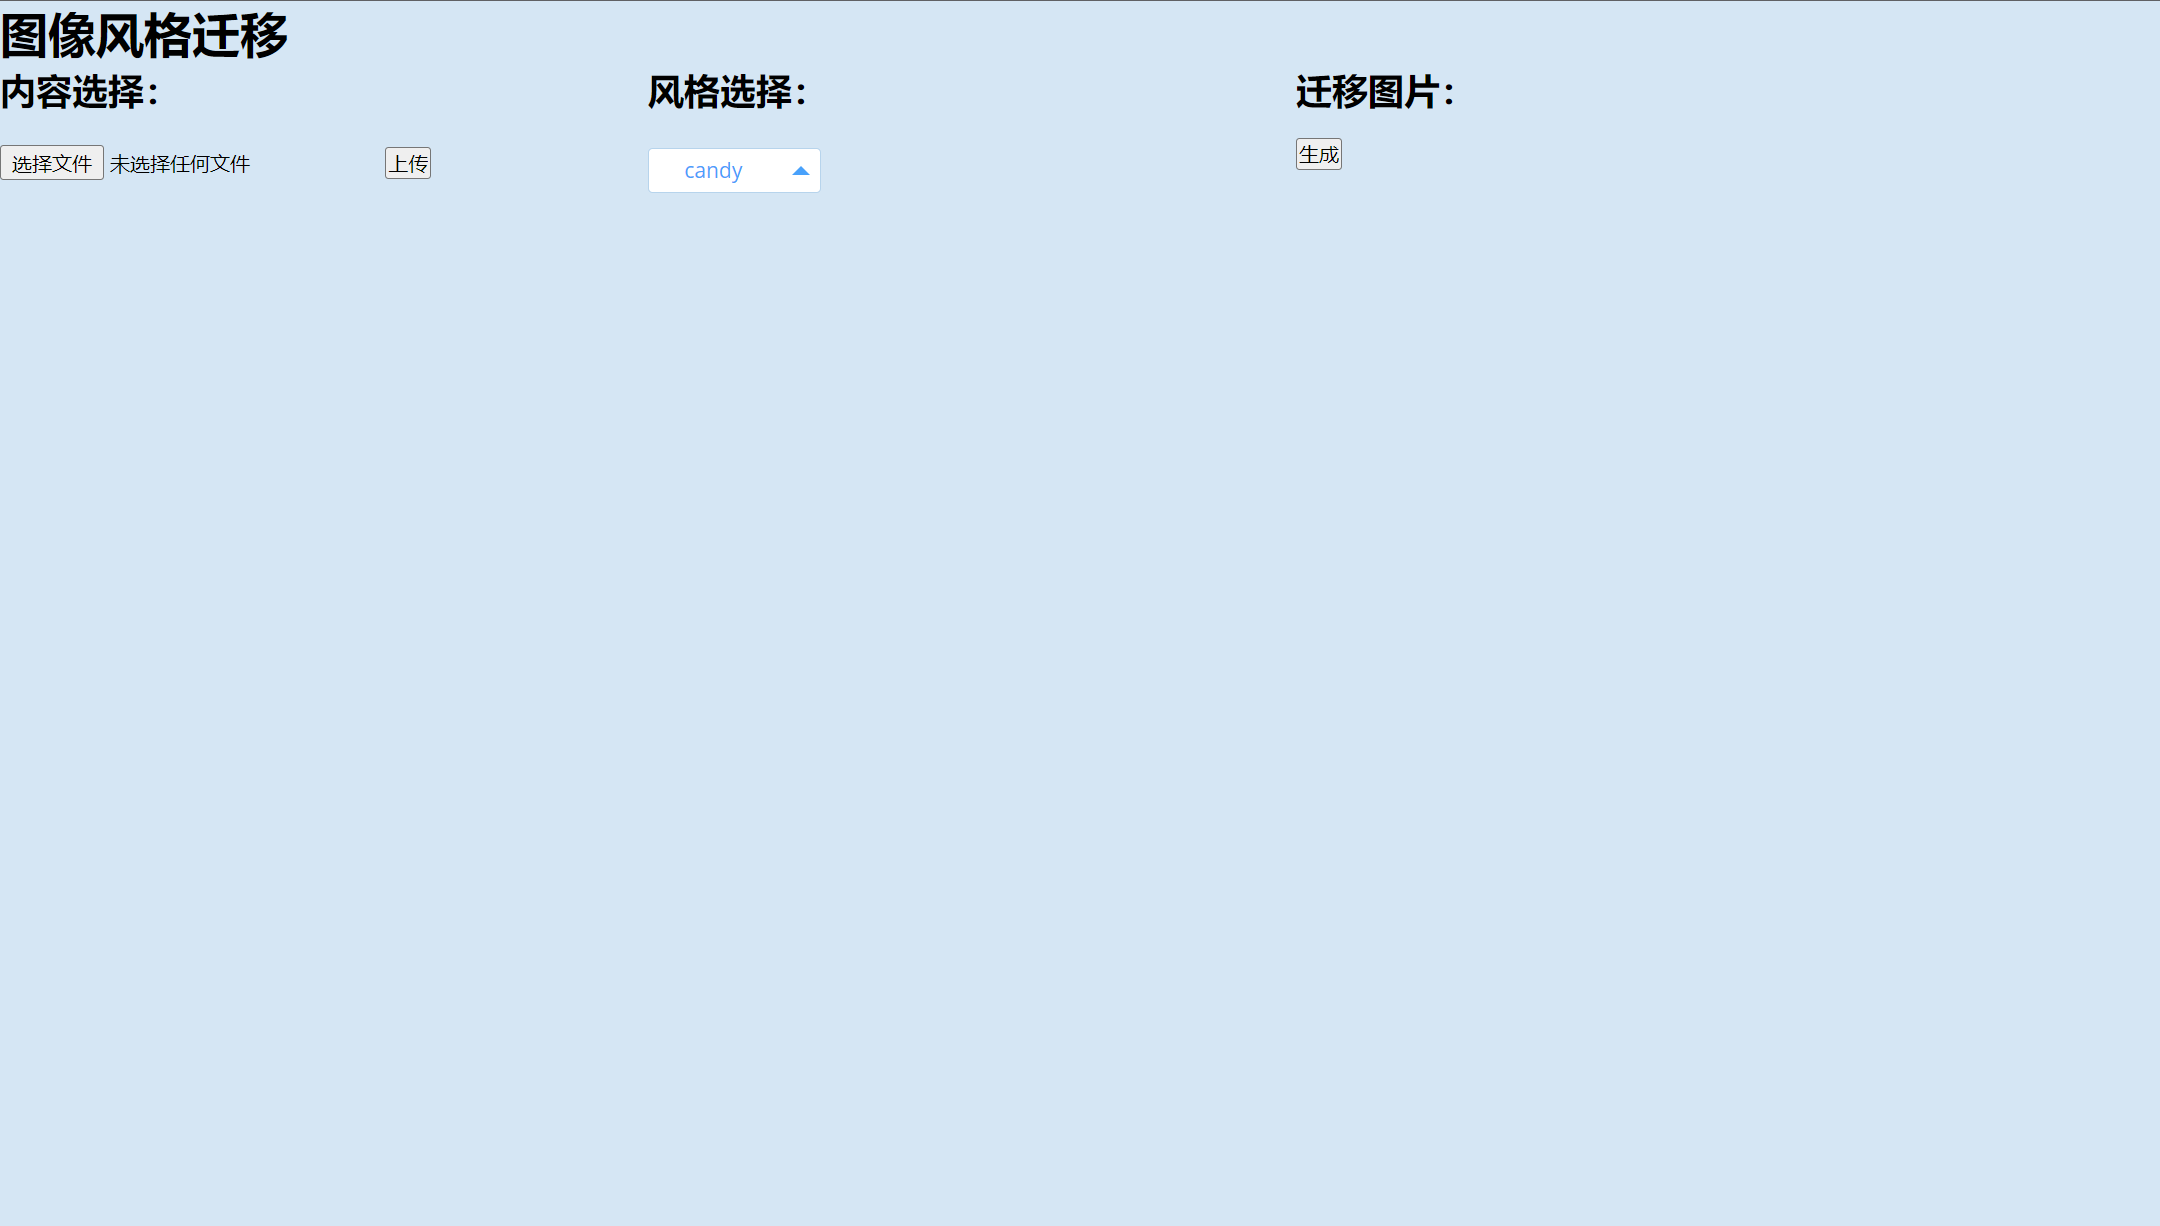 图像风格迁移
内容选择：
选择文件 未选择任何文件 上传
风格选择：
candy
迁移图片：
生成